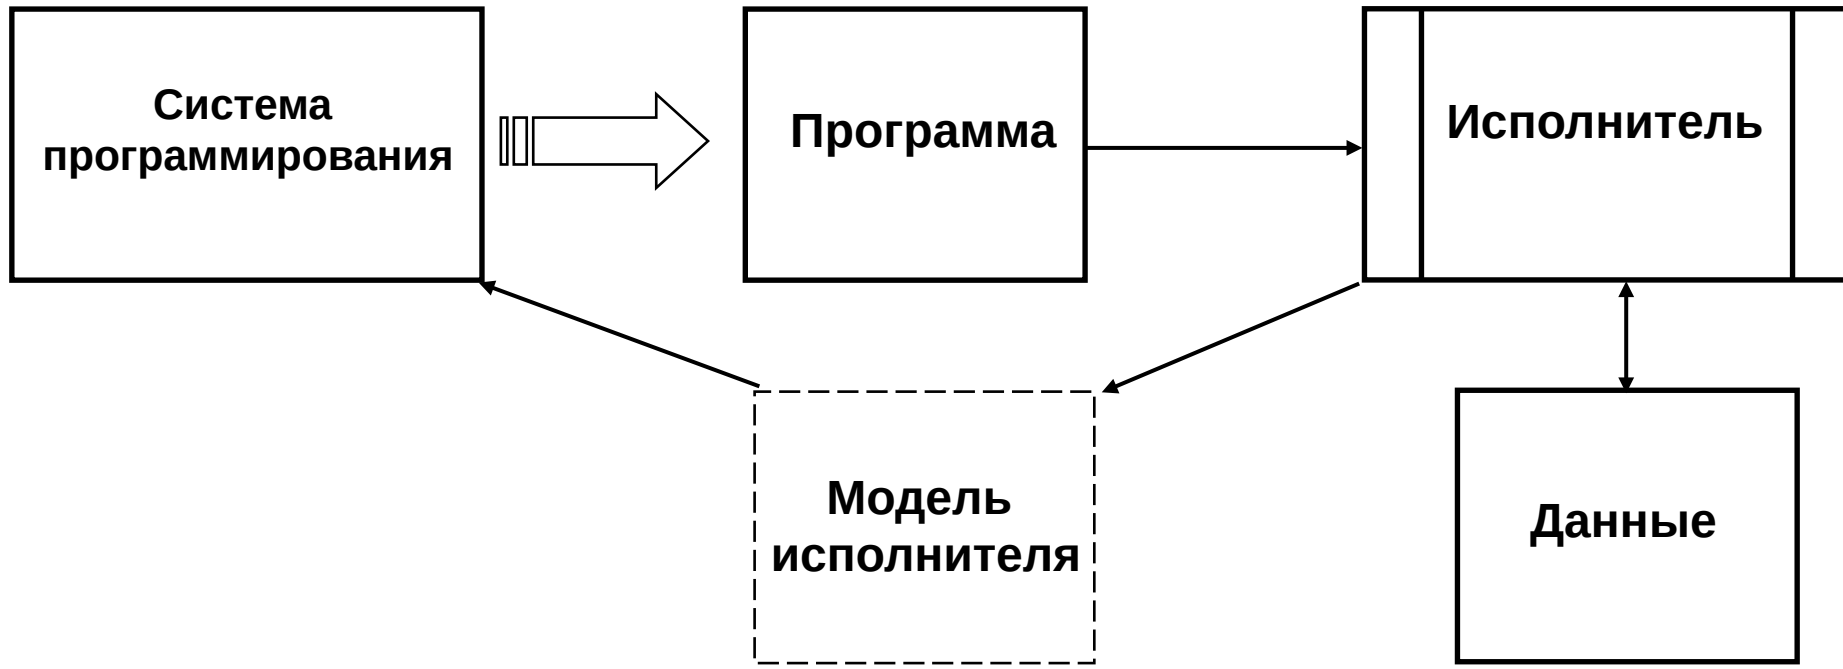 Система
программирования
Программа
Исполнитель
Модель
исполнителя
Данные